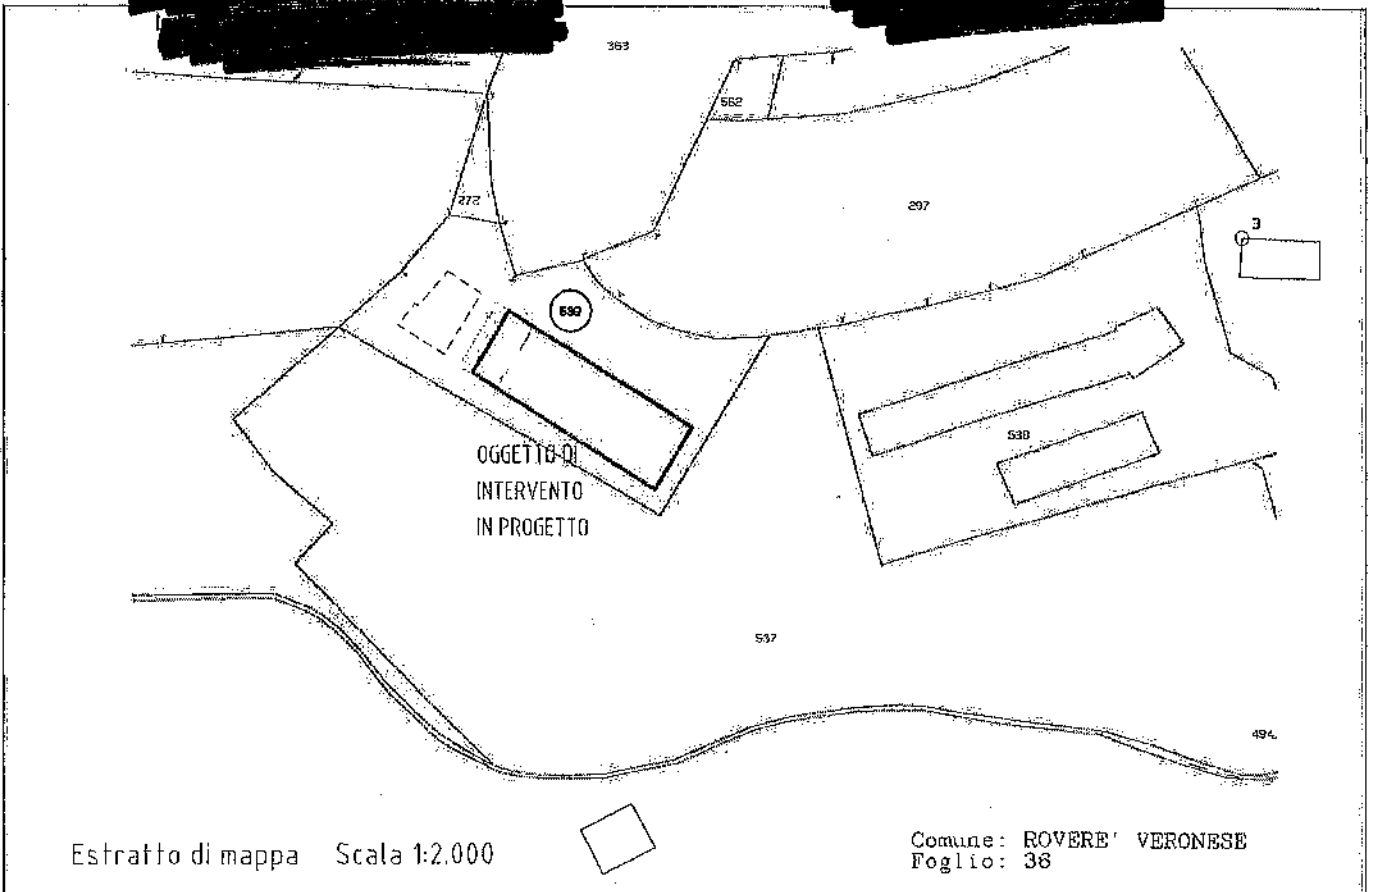 363
562
272
297
3
539
538
OGGETTO DI
INTERVENTO
IN PROGETTO
537
494
Estratto di mappa Scala 1:2.000
Comune: ROVERE' VERONESE
Foglio: 36